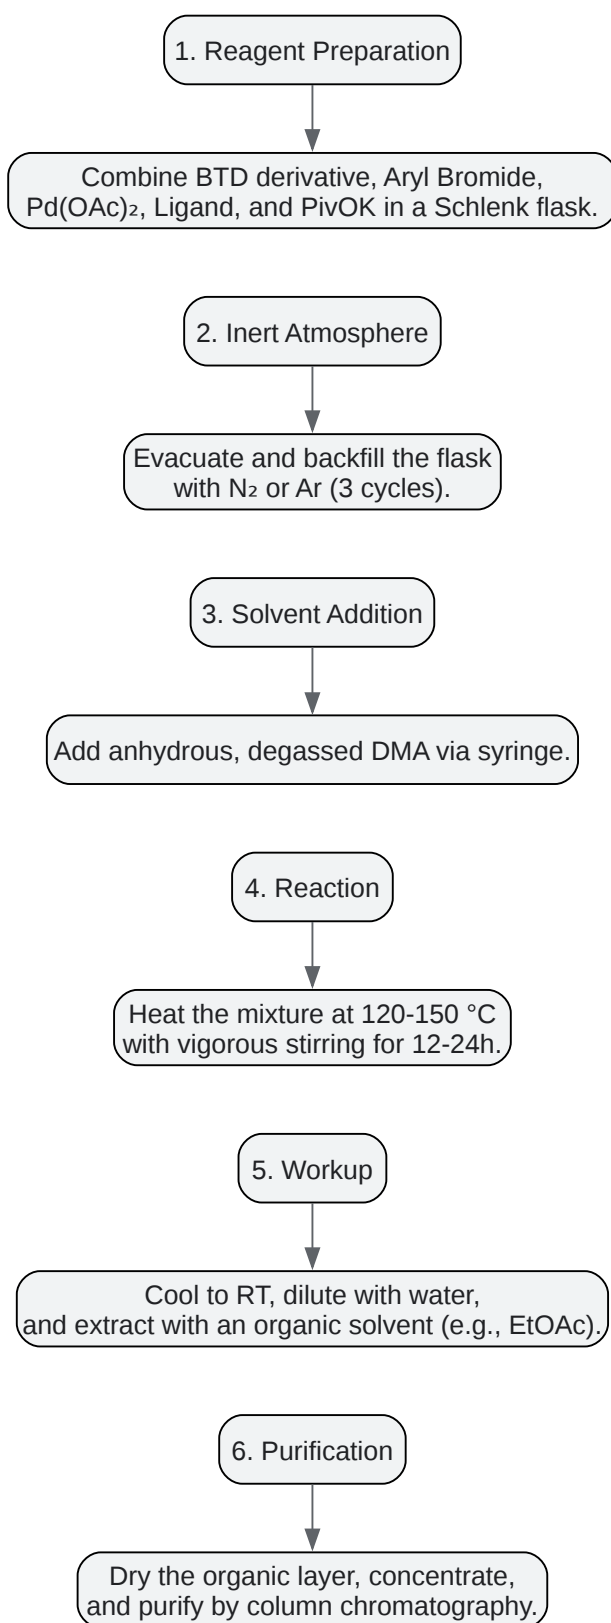 1. Reagent Preparation
Combine BTD derivative, Aryl Bromide,
Pd(OAc)₂, Ligand, and PivOK in a Schlenk flask.
2. Inert Atmosphere
Evacuate and backfill the flask
with N₂ or Ar (3 cycles).
3. Solvent Addition
Add anhydrous, degassed DMA via syringe.
4. Reaction
Heat the mixture at 120-150 °C
with vigorous stirring for 12-24h.
5. Workup
Cool to RT, dilute with water,
and extract with an organic solvent (e.g., EtOAc).
6. Purification
Dry the organic layer, concentrate,
and purify by column chromatography.